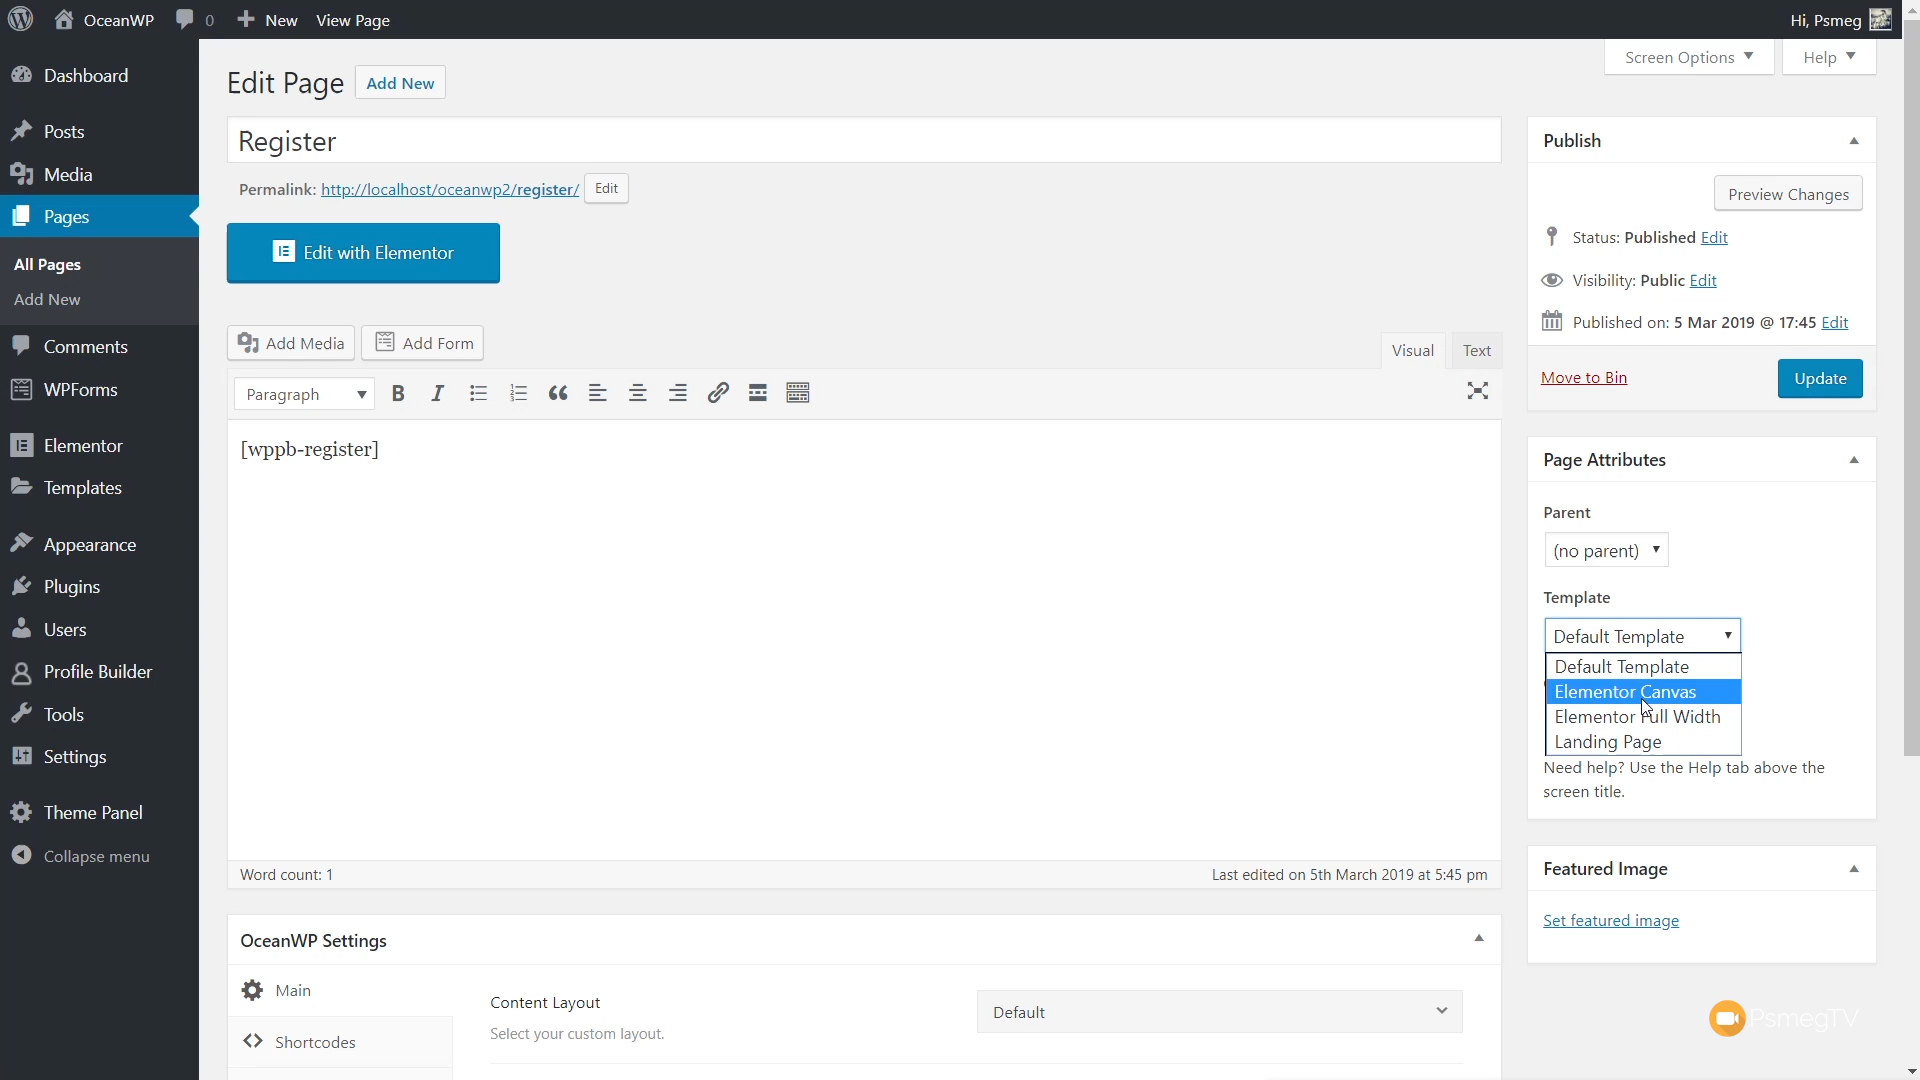 OceanWP 0 New View Page
Hi, Psmeg
Dashboard
Posts
Media
Pages
All Pages
Add New
Comments
WPForms
Elementor
Templates
Appearance
Plugins
Users
Profile Builder
Tools
Settings
Theme Panel
Collapse menu
Screen Options Help
Edit Page Add New
Register
Permalink: http://localhost/oceanwp2/register/ Edit
Edit with Elementor
Add Media Add Form
Visual Text
Paragraph
[wppb-register]
Word count: 1 Last edited on 5th March 2019 at 5:45 pm
OceanWP Settings
Main
Shortcodes
Content Layout
Select your custom layout.
Default
Publish
Preview Changes
Status: Published Edit
Visibility: Public Edit
Published on: 5 Mar 2019 @ 17:45 Edit
Move to Bin Update
Page Attributes
Parent
(no parent)
Template
Default Template
Default Template
Elementor Canvas
Elementor Full Width
Landing Page
Need help? Use the Help tab above the
screen title.
Featured Image
Set featured image
PsmegTV